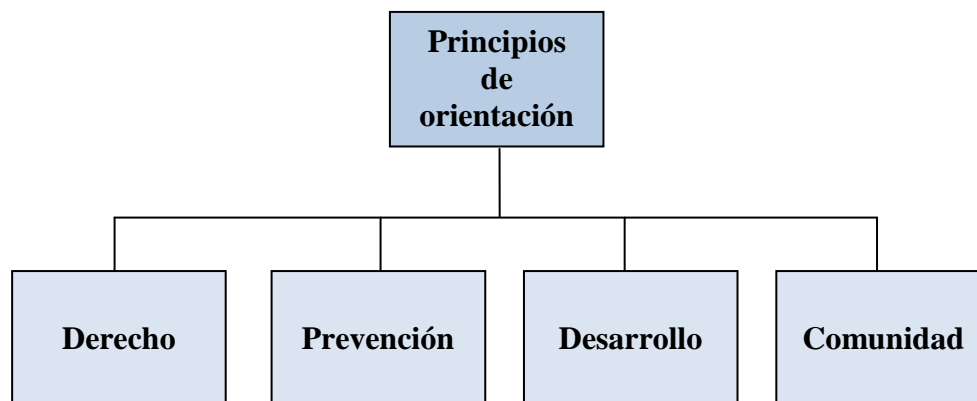 Principios
de
orientación
Derecho
Prevención
Desarrollo
Comunidad